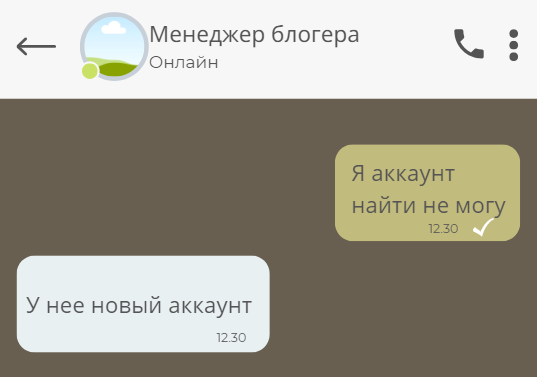 Менеджер блогера
Онлайн
Я аккаунт
найти не могу
12.30
У нее новый аккаунт
12.30